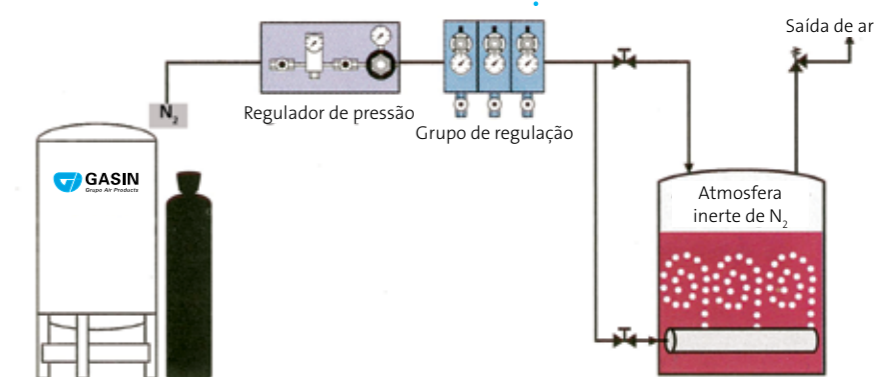 Saída de ar
N2
Regulador de pressão
Grupo de regulação
GASIN
Grupo Air Products
Atmosfera
inerte de N2